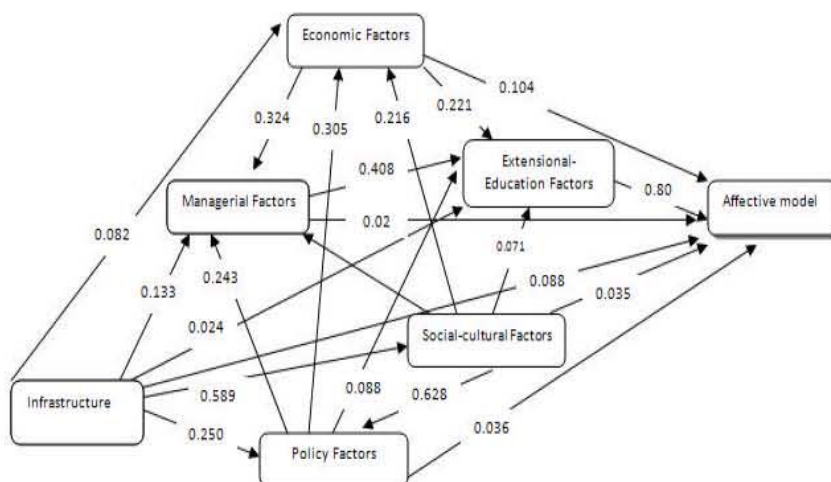 Economic Factors
0.104
0.221
0.324
0.305
0.216
0.408
Extensional-
Education Factors
0.80
Managerial Factors
Affective model
0.02
0.082
0.071
0.243
0.133
0.088
0.035
0.024
Social-cultural Factors
0.589
0.088
0.628
Infrastructure
0.250
0.036
Policy Factors